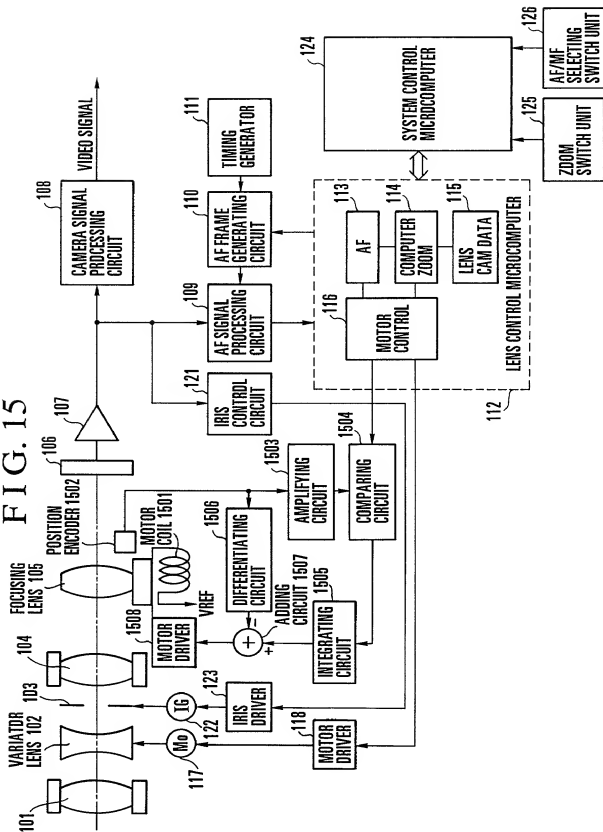 FIG. 15
101
VARIATDR
LENS 102
103
104
FOCUSING
LENS 105
POSITION
ENCODER 1502
106
107
108
CAMERA SIGNAL
PROCESSING
CIRCUIT
VIDEO SIGNAL
MOTOR
COIL 1501
VREF
1508
MOTOR
DRIVER
1506
DIFFERENTIATING
CIRCUIT
+
−
+
ADDING
CIRCUIT 1507
1505
INTEGRATING
CIRCUIT
1503
AMPLIFYING
CIRCUIT
1504
COMPARING
CIRCUIT
121
IRIS
CDNTRDL
CIRCUIT
109
AF SIGNAL
PROCESSING
CIRCUIT
110
AF FRAME
GENERATING
CIRCUIT
111
TIMING
GENERATOR
IG
122
123
IRIS
DRIVER
Mo
117
118
MOTOR
DRIVER
112
116
MOTOR
CONTROL
113
AF
114
COMPUTER
ZOOM
115
LENS
CAM DATA
LENS CONTROL MICROCOMPUTER
124
SYSTEM CONTROL
MICRDCOMPUTER
125
ZDDM
SWITCH UNIT
126
AF/MF
SELECTING
SWITCH UNIT